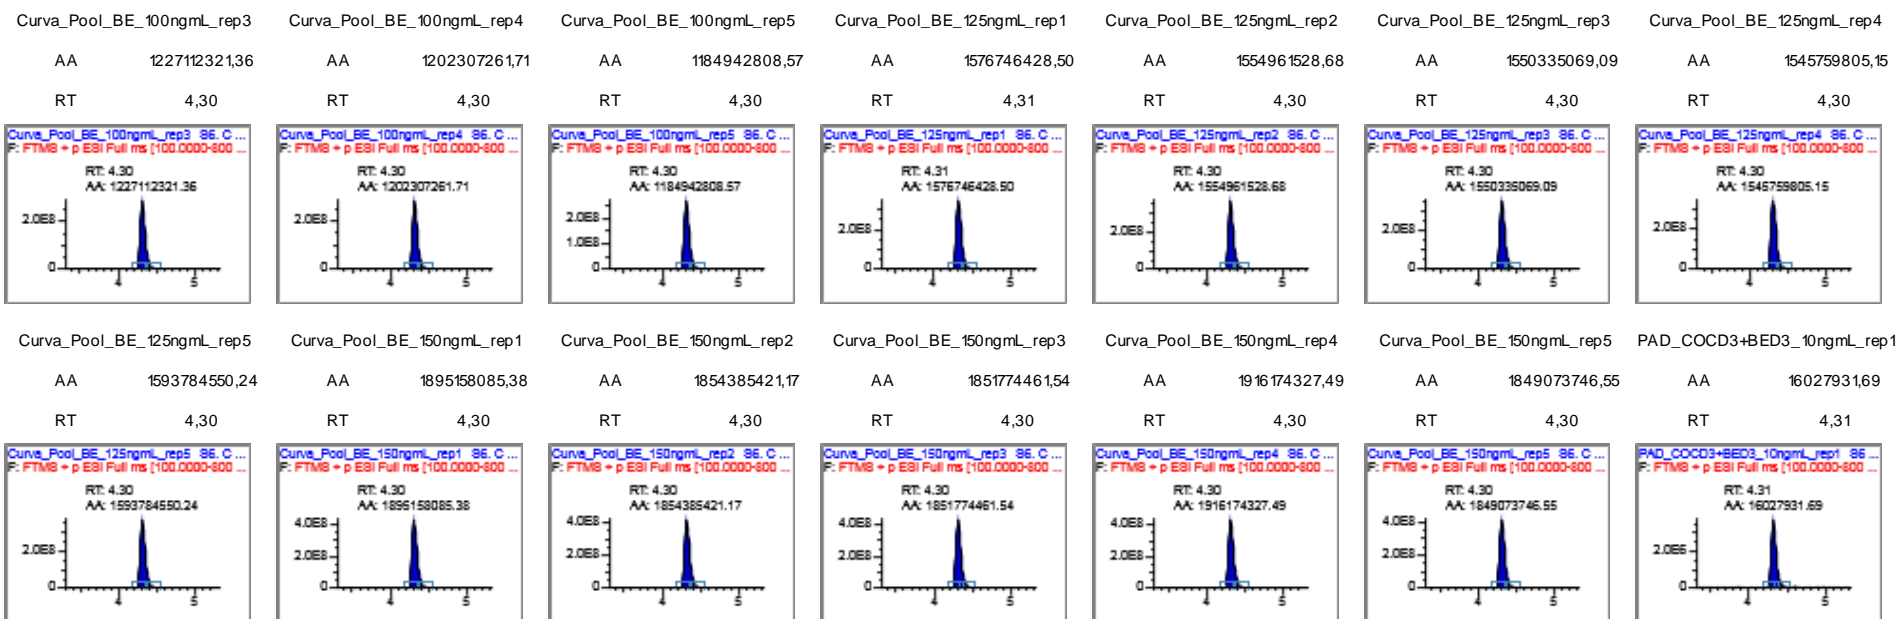 Curva_Pool_BE_100ngmL_rep3 Curva_Pool_BE_100ngmL_rep4 Curva_Pool_BE_100ngmL_rep5 Curva_Pool_BE_125ngmL_rep1 Curva_Pool_BE_125ngmL_rep2 Curva_Pool_BE_125ngmL_rep3 Curva_Pool_BE_125ngmL_rep4
AA 1227112321,36 AA 1202307261,71 AA 1184942808,57 AA 1576746428,50 AA 1554961528,68 AA 1550335069,09 AA 1545759805,15
RT 4,30 RT 4,30 RT 4,30 RT 4,31 RT 4,30 RT 4,30 RT 4,30
Curva_Pool_BE_100ngmL_rep3 86. C ... Curva_Pool_BE_100ngmL_rep4 86. C ... Curva_Pool_BE_100ngmL_rep5 86. C ... Curva_Pool_BE_125ngmL_rep1 86. C ... Curva_Pool_BE_125ngmL_rep2 86. C ... Curva_Pool_BE_125ngmL_rep3 86. C ... Curva_Pool_BE_125ngmL_rep4 86. C ...
F: FTMS + p ESI Full ms [100.0000-800 ... F: FTMS + p ESI Full ms [100.0000-800 ... F: FTMS + p ESI Full ms [100.0000-800 ... F: FTMS + p ESI Full ms [100.0000-800 ... F: FTMS + p ESI Full ms [100.0000-800 ... F: FTMS + p ESI Full ms [100.0000-800 ... F: FTMS + p ESI Full ms [100.0000-800 ...
RT: 4.30 RT: 4.30 RT: 4.30 RT: 4.31 RT: 4.30 RT: 4.30 RT: 4.30
AA: 1227112321.36 AA: 1202307261.71 AA: 1184942808.57 AA: 1576746428.50 AA: 1554961528.68 AA: 1550335069.09 AA: 1545759805.15
2.0E8 2.0E8 2.0E8 2.0E8 2.0E8 2.0E8 2.0E8
1.0E8
0 0 0 0 0 0 0
4 5 4 5 4 5 4 5 4 5 4 5 4 5
Curva_Pool_BE_125ngmL_rep5 Curva_Pool_BE_150ngmL_rep1 Curva_Pool_BE_150ngmL_rep2 Curva_Pool_BE_150ngmL_rep3 Curva_Pool_BE_150ngmL_rep4 Curva_Pool_BE_150ngmL_rep5 PAD_COCD3+BED3_10ngmL_rep1
AA 1593784550,24 AA 1895158085,38 AA 1854385421,17 AA 1851774461,54 AA 1916174327,49 AA 1849073746,55 AA 16027931,69
RT 4,30 RT 4,30 RT 4,30 RT 4,30 RT 4,30 RT 4,30 RT 4,31
Curva_Pool_BE_125ngmL_rep5 86. C ... Curva_Pool_BE_150ngmL_rep1 86. C ... Curva_Pool_BE_150ngmL_rep2 86. C ... Curva_Pool_BE_150ngmL_rep3 86. C ... Curva_Pool_BE_150ngmL_rep4 86. C ... Curva_Pool_BE_150ngmL_rep5 86. C ... PAD_COCD3+BED3_10ngmL_rep1 86 ...
F: FTMS + p ESI Full ms [100.0000-800 ... F: FTMS + p ESI Full ms [100.0000-800 ... F: FTMS + p ESI Full ms [100.0000-800 ... F: FTMS + p ESI Full ms [100.0000-800 ... F: FTMS + p ESI Full ms [100.0000-800 ... F: FTMS + p ESI Full ms [100.0000-800 ... F: FTMS + p ESI Full ms [100.0000-800 ...
RT: 4.30 RT: 4.30 RT: 4.30 RT: 4.30 RT: 4.30 RT: 4.30 RT: 4.31
AA: 1593784550.24 AA: 1895158085.38 AA: 1854385421.17 AA: 1851774461.54 AA: 1916174327.49 AA: 1849073746.55 AA: 16027931.69
4.0E8 4.0E8 4.0E8 4.0E8 4.0E8
2.0E8 2.0E8 2.0E8 2.0E8 2.0E8 2.0E8 2.0E6
0 0 0 0 0 0 0
4 5 4 5 4 5 4 5 4 5 4 5 4 5